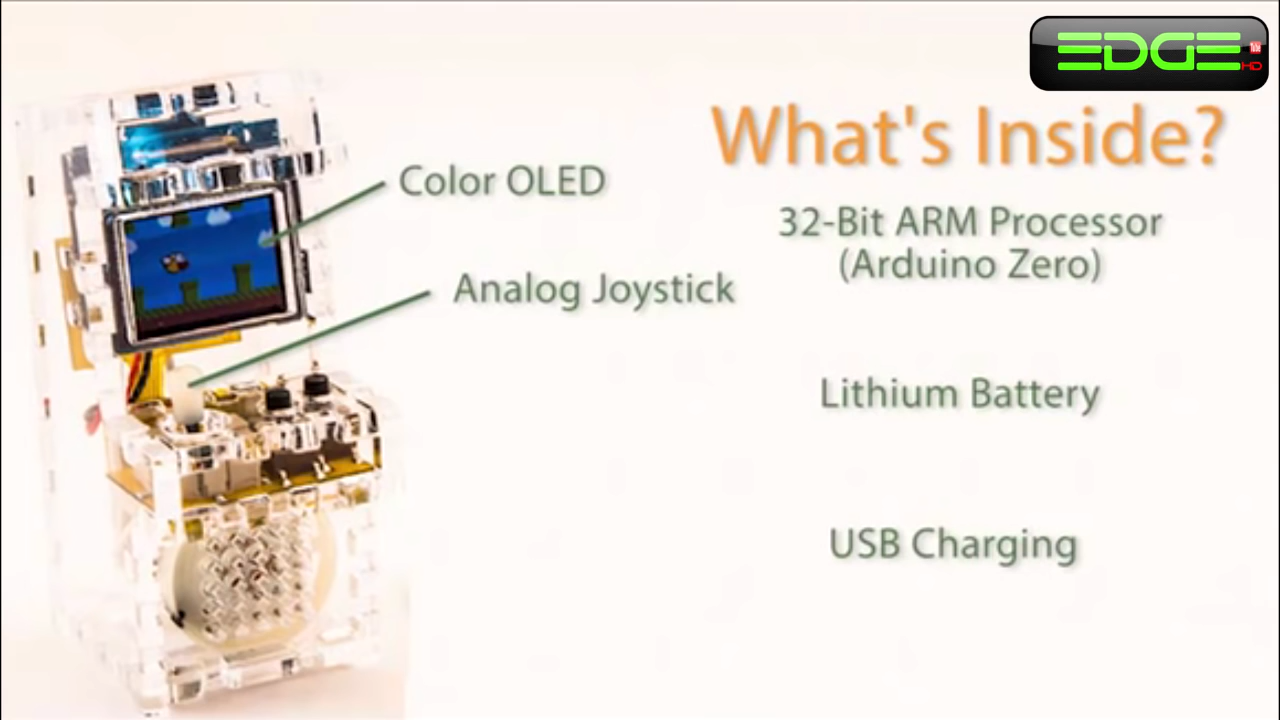 EDGE
HD
What's Inside?
Color OLED
32-Bit ARM Processor
(Arduino Zero)
Analog Joystick
Lithium Battery
USB Charging